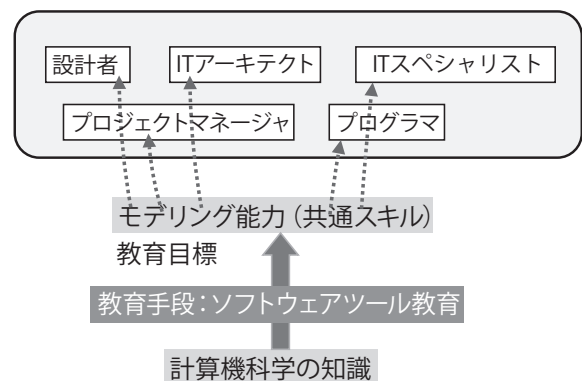 設計者
ITアーキテクト
ITスペシャリスト
プロジェクトマネージャ
プログラマ
モデリング能力（共通スキル）
教育目標
教育手段：ソフトウェアツール教育
計算機科学の知識